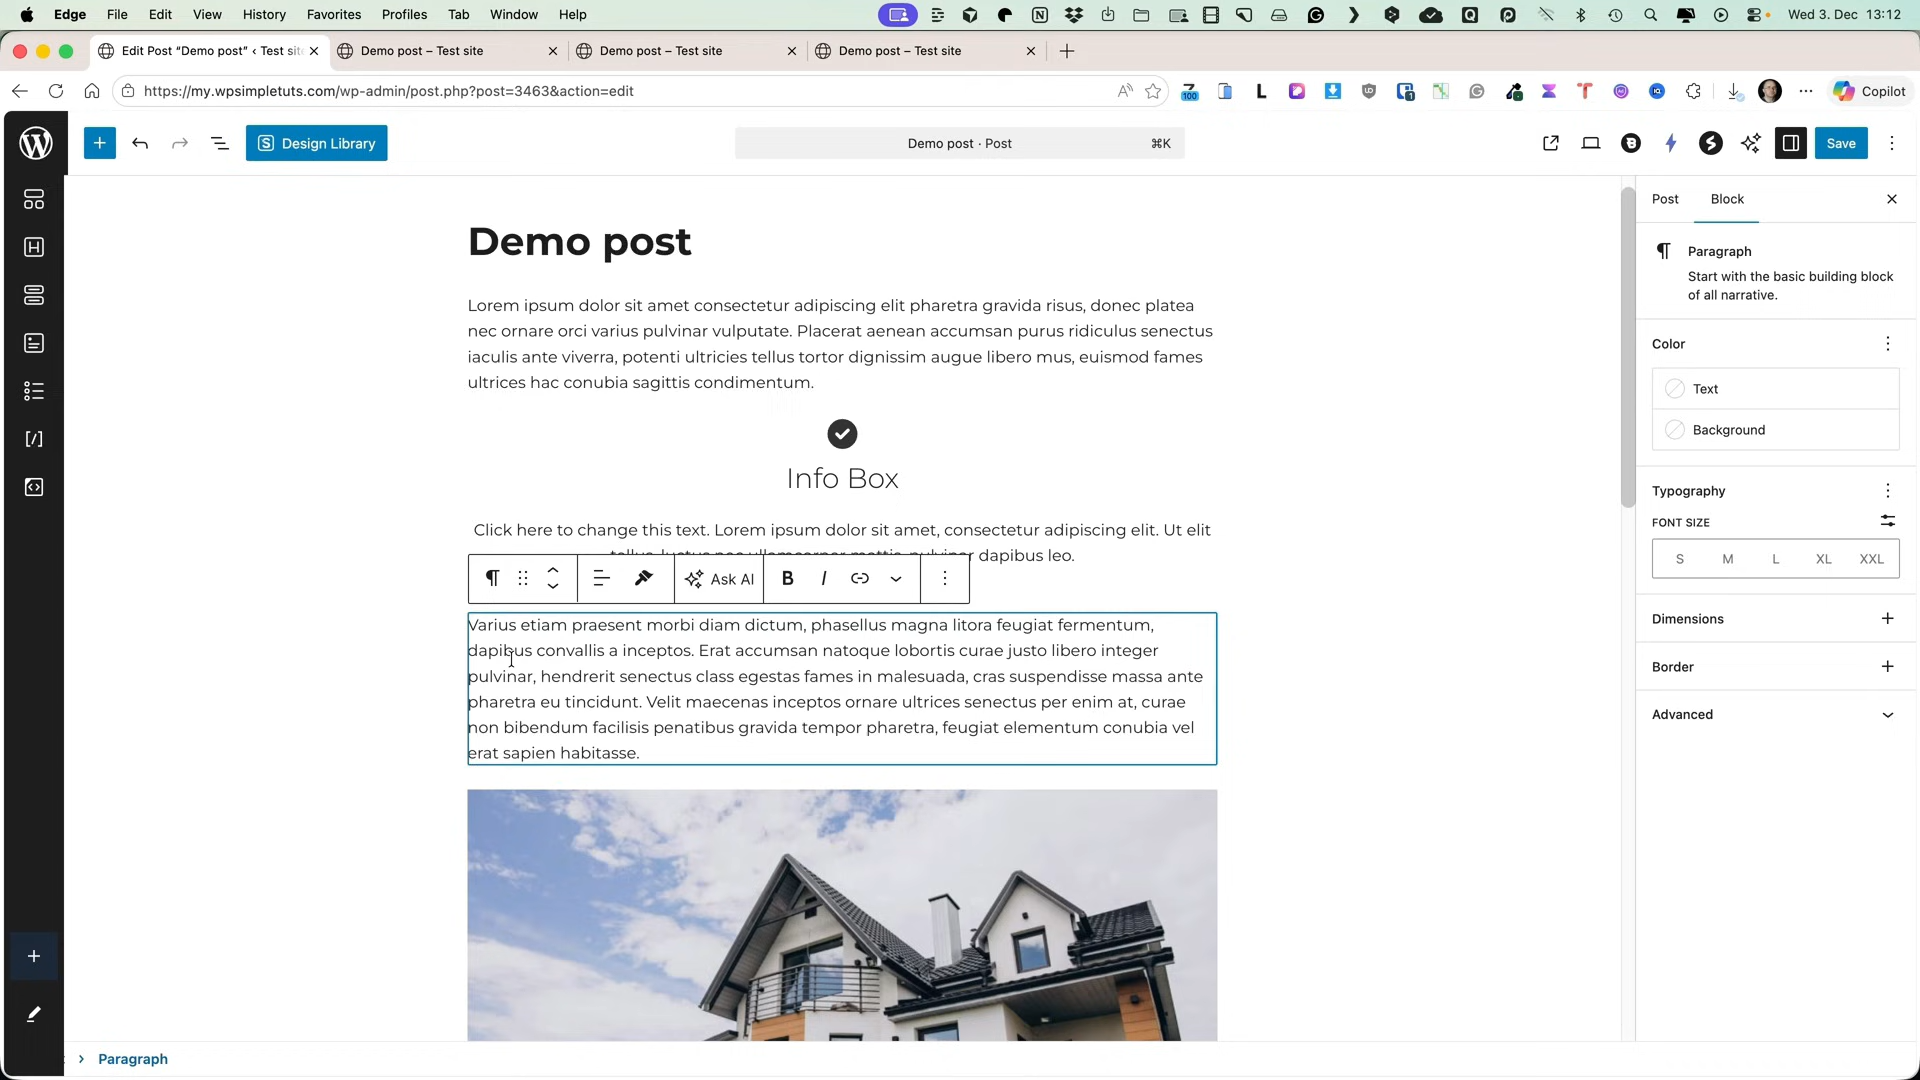 Edge File Edit View History Favorites Profiles Tab Window Help Wed 3. Dec 13:12
Edit Post “Demo post” ‹ Test site
Demo post – Test site
Demo post – Test site
Demo post – Test site
https://my.wpsimpletuts.com/wp-admin/post.php?post=3463&action=edit
100
Copilot
Design Library
Demo post · Post ⌘K
Save
Post Block
Demo post
Paragraph
Start with the basic building block
of all narrative.
Lorem ipsum dolor sit amet consectetur adipiscing elit pharetra gravida risus, donec platea
nec ornare orci varius pulvinar vulputate. Placerat aenean accumsan purus ridiculus senectus
iaculis ante viverra, potenti ultricies tellus tortor dignissim augue libero mus, euismod fames
ultrices hac conubia sagittis condimentum.
Color
Text
Background
Info Box
Typography
FONT SIZE
S M L XL XXL
Click here to change this text. Lorem ipsum dolor sit amet, consectetur adipiscing elit. Ut elit
dapibus leo.
Ask AI B I
Dimensions
Border
Advanced
Varius etiam praesent morbi diam dictum, phasellus magna litora feugiat fermentum,
dapibus convallis a inceptos. Erat accumsan natoque lobortis curae justo libero integer
pulvinar, hendrerit senectus class egestas fames in malesuada, cras suspendisse massa ante
pharetra eu tincidunt. Velit maecenas inceptos ornare ultrices senectus per enim at, curae
non bibendum facilisis penatibus gravida tempor pharetra, feugiat elementum conubia vel
erat sapien habitasse.
Paragraph